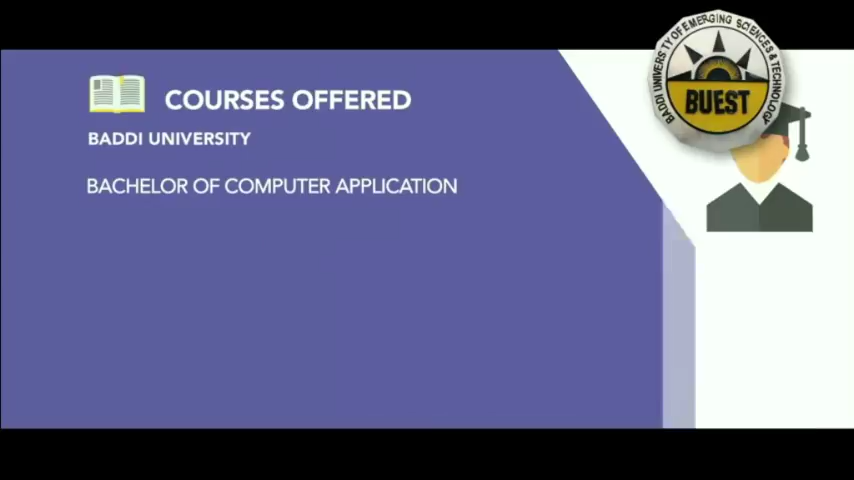 COURSES OFFERED
BADDI UNIVERSITY
BACHELOR OF COMPUTER APPLICATION
BADDI UNIVERSITY OF EMERGING SCIENCES & TECHNOLOGY
BUEST